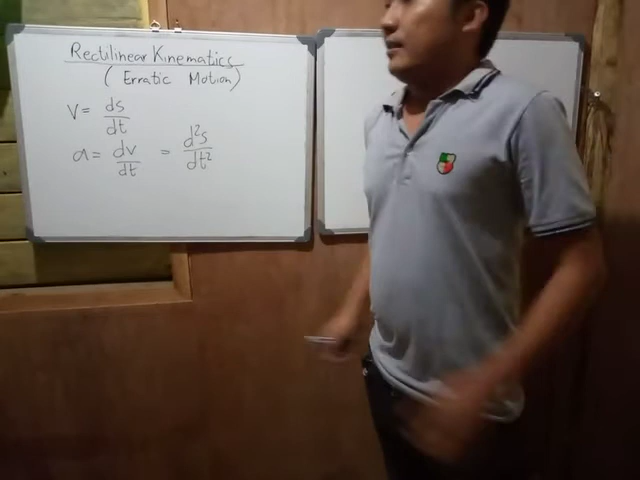 Rectilinear Kinematics
(Erratic Motion)
V = ds/dt
a = dv/dt = d²s/dt²